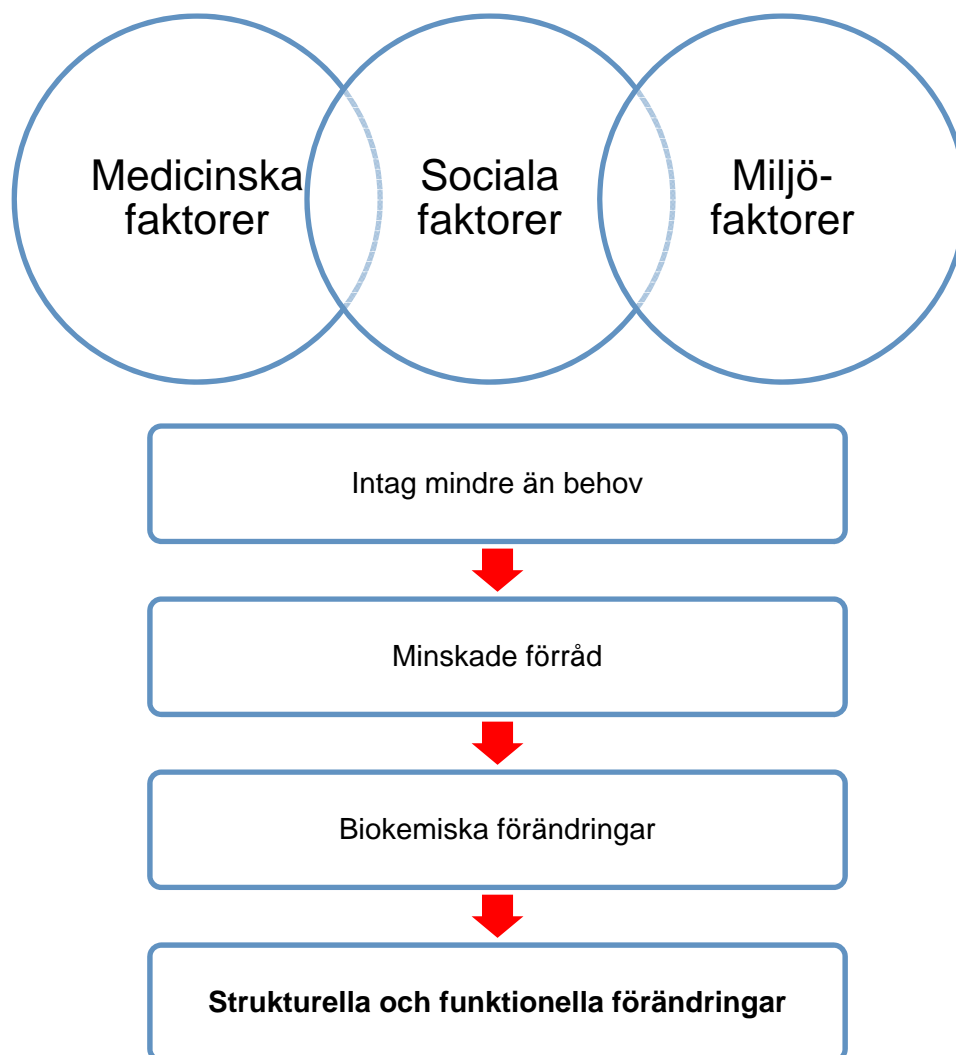 Medicinska
faktorer
Sociala
faktorer
Miljö-
faktorer
Intag mindre än behov
Minskade förråd
Biokemiska förändringar
Strukturella och funktionella förändringar